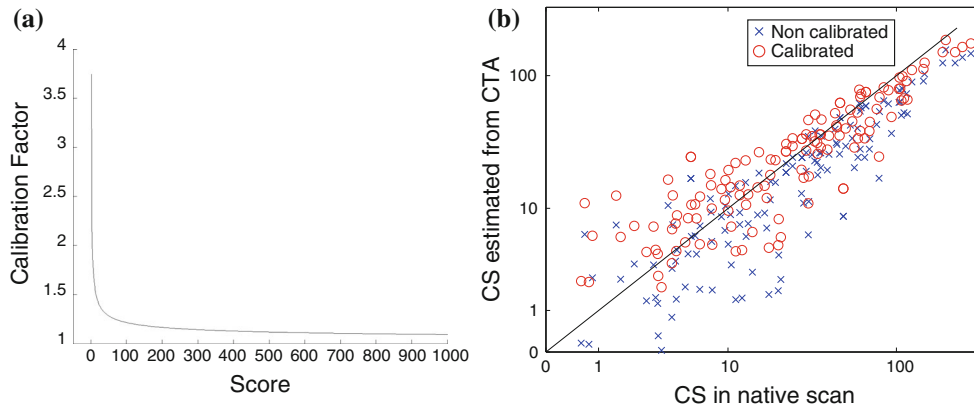 (a)
4
3.5
3
2.5
2
1.5
1
Calibration Factor
0 100 200 300 400 500 600 700 800 900 1000
Score
(b)
× Non calibrated
○ Calibrated
100
10
1
0
CS estimated from CTA
0 1 10 100
CS in native scan